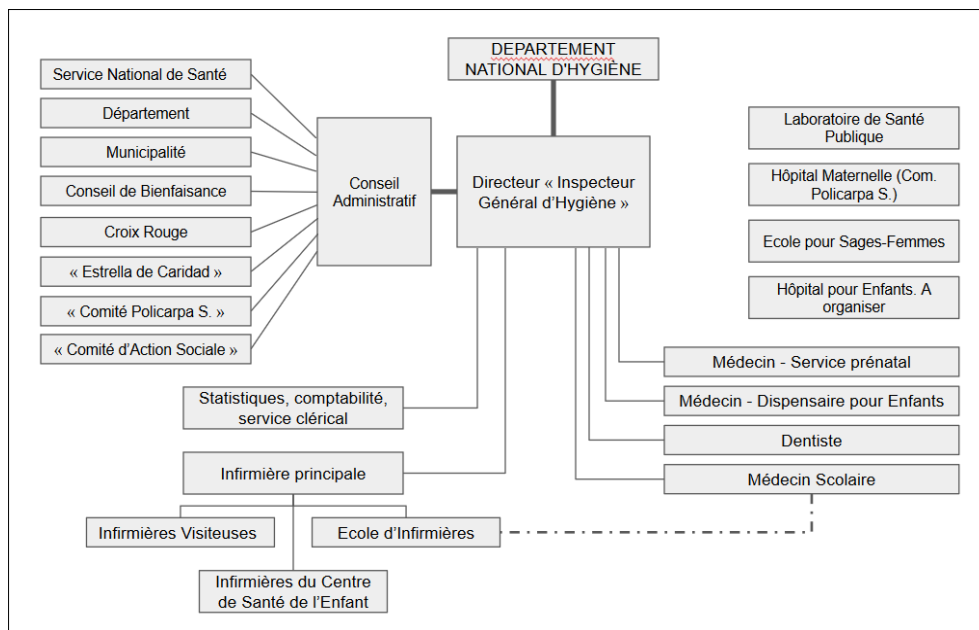 DEPARTEMENT
NATIONAL D'HYGIÈNE
Service National de Santé
Département
Municipalité
Conseil de Bienfaisance
Croix Rouge
« Estrella de Caridad »
« Comité Policarpa S. »
« Comité d'Action Sociale »
Conseil
Administratif
Directeur « Inspecteur
Général d'Hygiène »
Laboratoire de Santé
Publique
Hôpital Maternelle (Com.
Policarpa S.)
Ecole pour Sages-Femmes
Hôpital pour Enfants. A
organiser
Médecin - Service prénatal
Médecin - Dispensaire pour Enfants
Dentiste
Médecin Scolaire
Statistiques, comptabilité,
service clérical
Infirmière principale
Infirmières Visiteuses
Ecole d'Infirmières
Infirmières du Centre
de Santé de l'Enfant